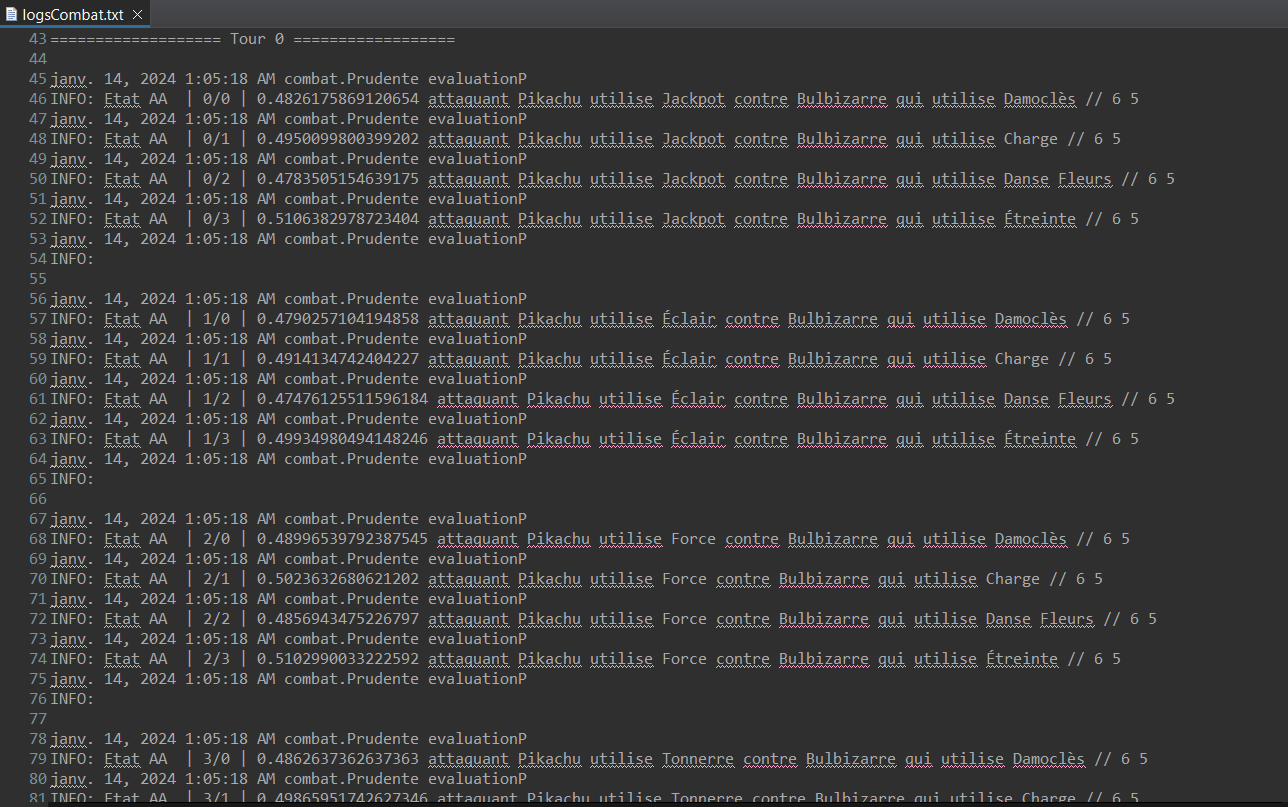 logsCombat.txt
43 =================== Tour 0 ==================
44
45 janv. 14, 2024 1:05:18 AM combat.Prudente evaluationP
46 INFO: Etat AA  | 0/0 | 0.4826175869120654 attaquant Pikachu utilise Jackpot contre Bulbizarre qui utilise Damoclès // 6 5
47 janv. 14, 2024 1:05:18 AM combat.Prudente evaluationP
48 INFO: Etat AA  | 0/1 | 0.4950099800399202 attaquant Pikachu utilise Jackpot contre Bulbizarre qui utilise Charge // 6 5
49 janv. 14, 2024 1:05:18 AM combat.Prudente evaluationP
50 INFO: Etat AA  | 0/2 | 0.4783505154639175 attaquant Pikachu utilise Jackpot contre Bulbizarre qui utilise Danse Fleurs // 6 5
51 janv. 14, 2024 1:05:18 AM combat.Prudente evaluationP
52 INFO: Etat AA  | 0/3 | 0.5106382978723404 attaquant Pikachu utilise Jackpot contre Bulbizarre qui utilise Étreinte // 6 5
53 janv. 14, 2024 1:05:18 AM combat.Prudente evaluationP
54 INFO:
55
56 janv. 14, 2024 1:05:18 AM combat.Prudente evaluationP
57 INFO: Etat AA  | 1/0 | 0.4790257104194858 attaquant Pikachu utilise Éclair contre Bulbizarre qui utilise Damoclès // 6 5
58 janv. 14, 2024 1:05:18 AM combat.Prudente evaluationP
59 INFO: Etat AA  | 1/1 | 0.4914134742404227 attaquant Pikachu utilise Éclair contre Bulbizarre qui utilise Charge // 6 5
60 janv. 14, 2024 1:05:18 AM combat.Prudente evaluationP
61 INFO: Etat AA  | 1/2 | 0.47476125511596184 attaquant Pikachu utilise Éclair contre Bulbizarre qui utilise Danse Fleurs // 6 5
62 janv. 14, 2024 1:05:18 AM combat.Prudente evaluationP
63 INFO: Etat AA  | 1/3 | 0.49934980494148246 attaquant Pikachu utilise Éclair contre Bulbizarre qui utilise Étreinte // 6 5
64 janv. 14, 2024 1:05:18 AM combat.Prudente evaluationP
65 INFO:
66
67 janv. 14, 2024 1:05:18 AM combat.Prudente evaluationP
68 INFO: Etat AA  | 2/0 | 0.48996539792387545 attaquant Pikachu utilise Force contre Bulbizarre qui utilise Damoclès // 6 5
69 janv. 14, 2024 1:05:18 AM combat.Prudente evaluationP
70 INFO: Etat AA  | 2/1 | 0.5023632680621202 attaquant Pikachu utilise Force contre Bulbizarre qui utilise Charge // 6 5
71 janv. 14, 2024 1:05:18 AM combat.Prudente evaluationP
72 INFO: Etat AA  | 2/2 | 0.4856943475226797 attaquant Pikachu utilise Force contre Bulbizarre qui utilise Danse Fleurs // 6 5
73 janv. 14, 2024 1:05:18 AM combat.Prudente evaluationP
74 INFO: Etat AA  | 2/3 | 0.5102990033222592 attaquant Pikachu utilise Force contre Bulbizarre qui utilise Étreinte // 6 5
75 janv. 14, 2024 1:05:18 AM combat.Prudente evaluationP
76 INFO:
77
78 janv. 14, 2024 1:05:18 AM combat.Prudente evaluationP
79 INFO: Etat AA  | 3/0 | 0.4862637362637363 attaquant Pikachu utilise Tonnerre contre Bulbizarre qui utilise Damoclès // 6 5
80 janv. 14, 2024 1:05:18 AM combat.Prudente evaluationP
81 INFO: Etat AA  | 3/1 | 0.49865951742627346 attaquant Pikachu utilise Tonnerre contre Bulbizarre qui utilise Charge // 6 5